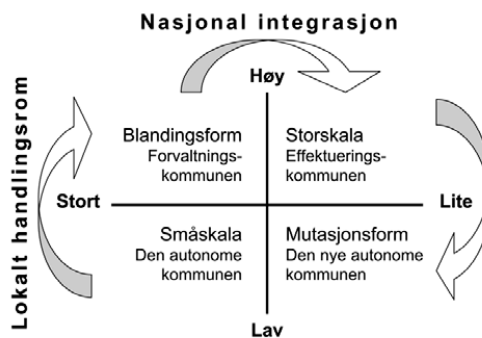 Nasjonal integrasjon
Høy
Lokalt handlingsrom
Blandingsform
Forvaltnings-
kommunen
Storskala
Effektuerings-
kommunen
Stort
Lite
Småskala
Den autonome
kommunen
Mutasjonsform
Den nye autonome
kommunen
Lav